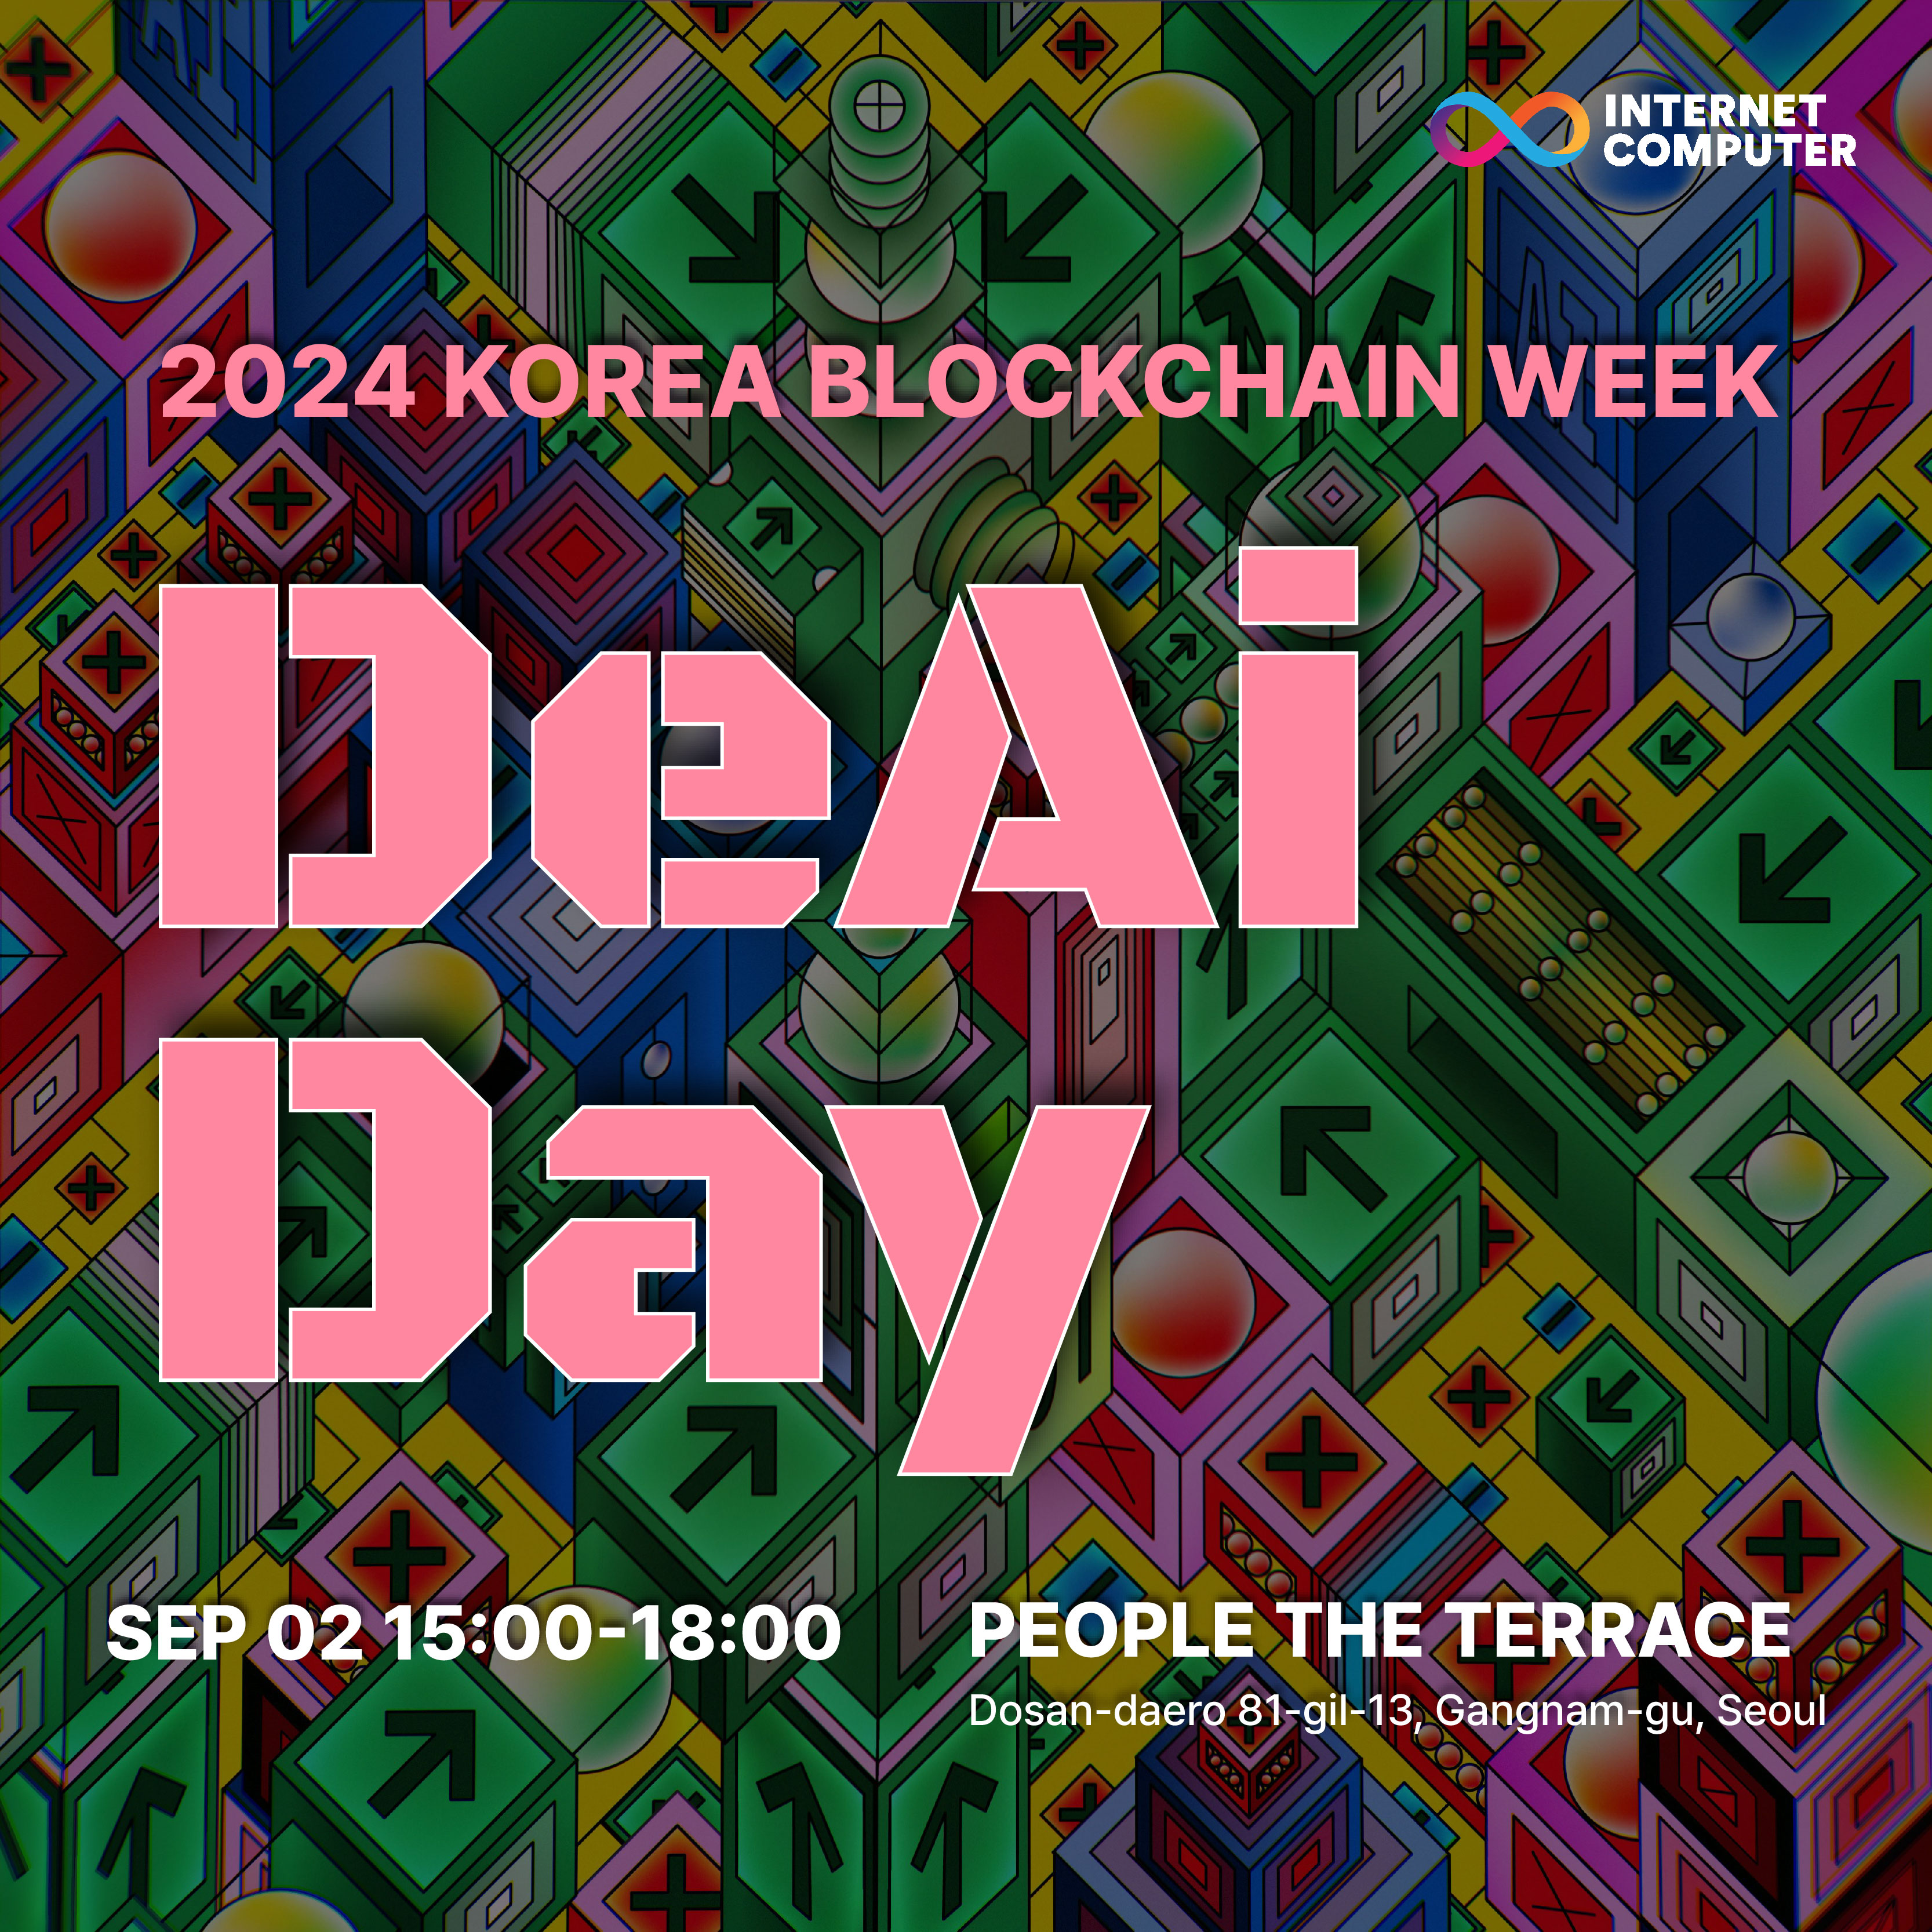 INTERNET
COMPUTER
2024 KOREA BLOCKCHAIN WEEK
DeAi
Day
SEP 02 15:00-18:00
PEOPLE THE TERRACE
Dosan-daero 81-gil-13, Gangnam-gu, Seoul